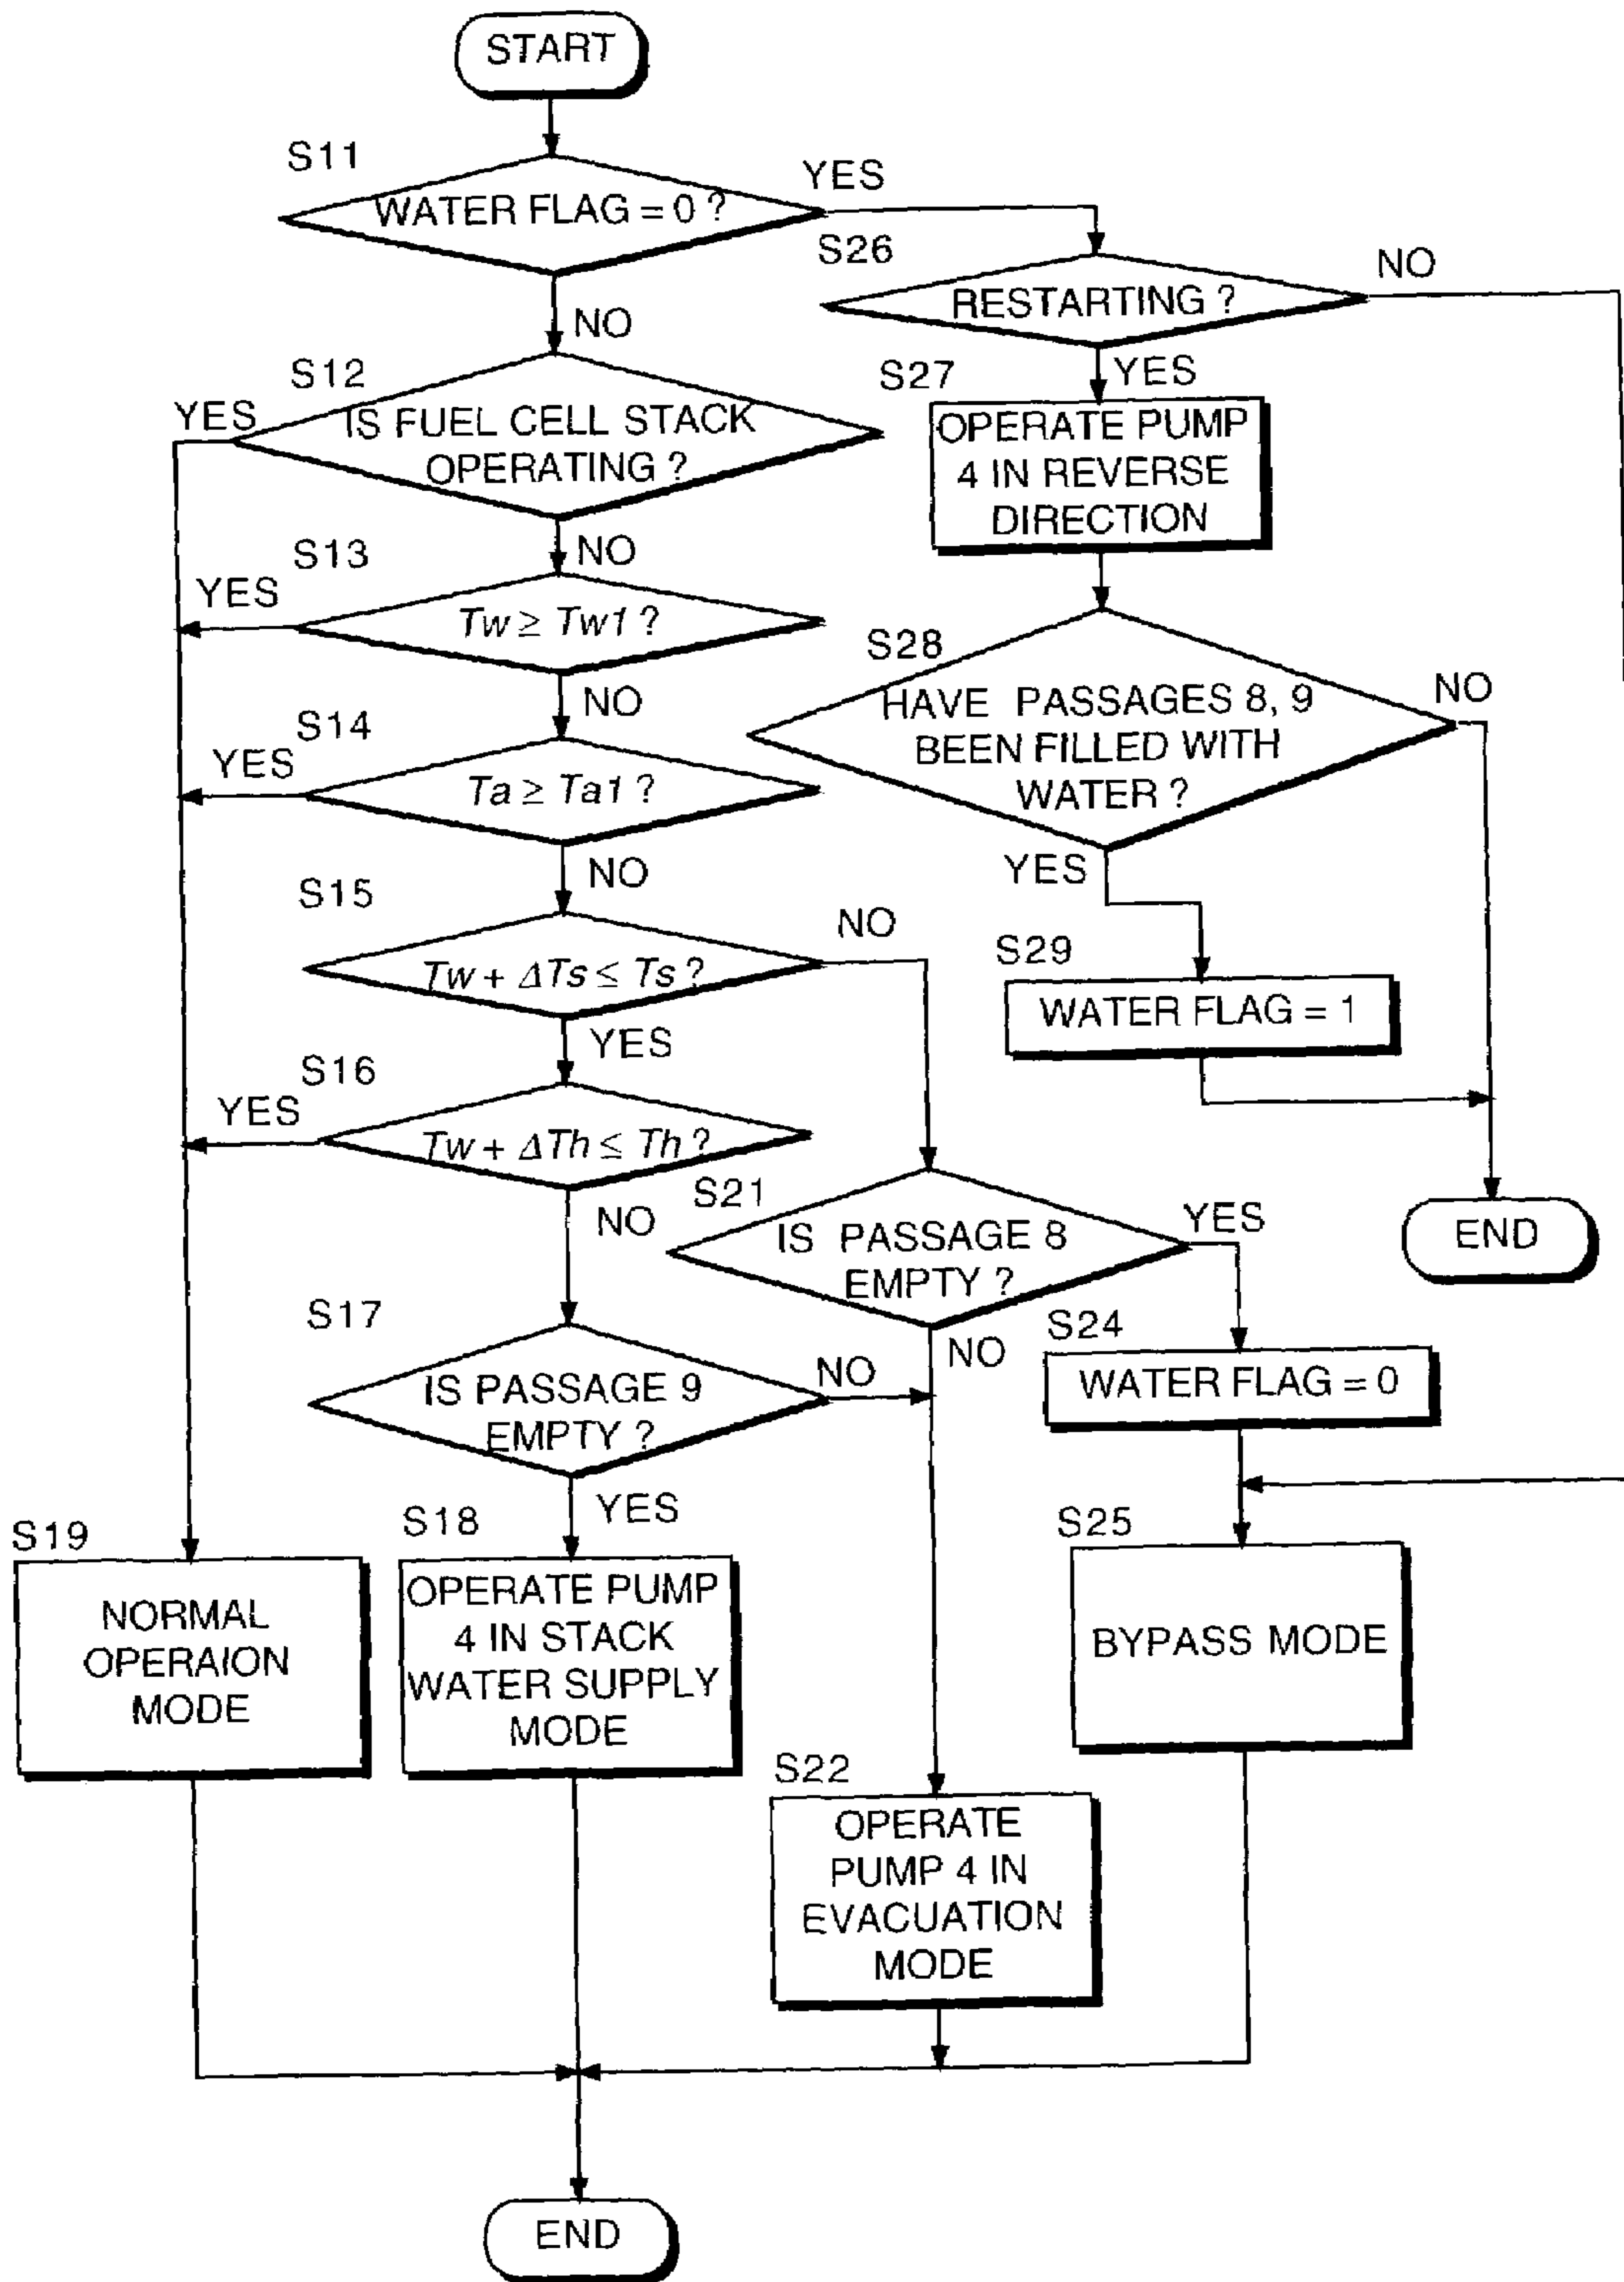 START
S11
WATER FLAG = 0 ?
YES
NO
S26
RESTARTING ?
NO
YES
S12
IS FUEL CELL STACK
OPERATING ?
YES
NO
S27
OPERATE PUMP
4 IN REVERSE
DIRECTION
S13
Tw ≥ Tw1 ?
YES
NO
S28
HAVE PASSAGES 8, 9
BEEN FILLED WITH
WATER ?
NO
YES
S14
Ta ≥ Ta1 ?
YES
NO
S29
WATER FLAG = 1
END
S15
Tw + ΔTs ≤ Ts ?
NO
YES
S16
Tw + ΔTh ≤ Th ?
YES
NO
S21
IS PASSAGE 8
EMPTY ?
YES
NO
S17
IS PASSAGE 9
EMPTY ?
NO
YES
S24
WATER FLAG = 0
S19
NORMAL
OPERAION
MODE
S18
OPERATE PUMP
4 IN STACK
WATER SUPPLY
MODE
S25
BYPASS MODE
S22
OPERATE
PUMP 4 IN
EVACUATION
MODE
END